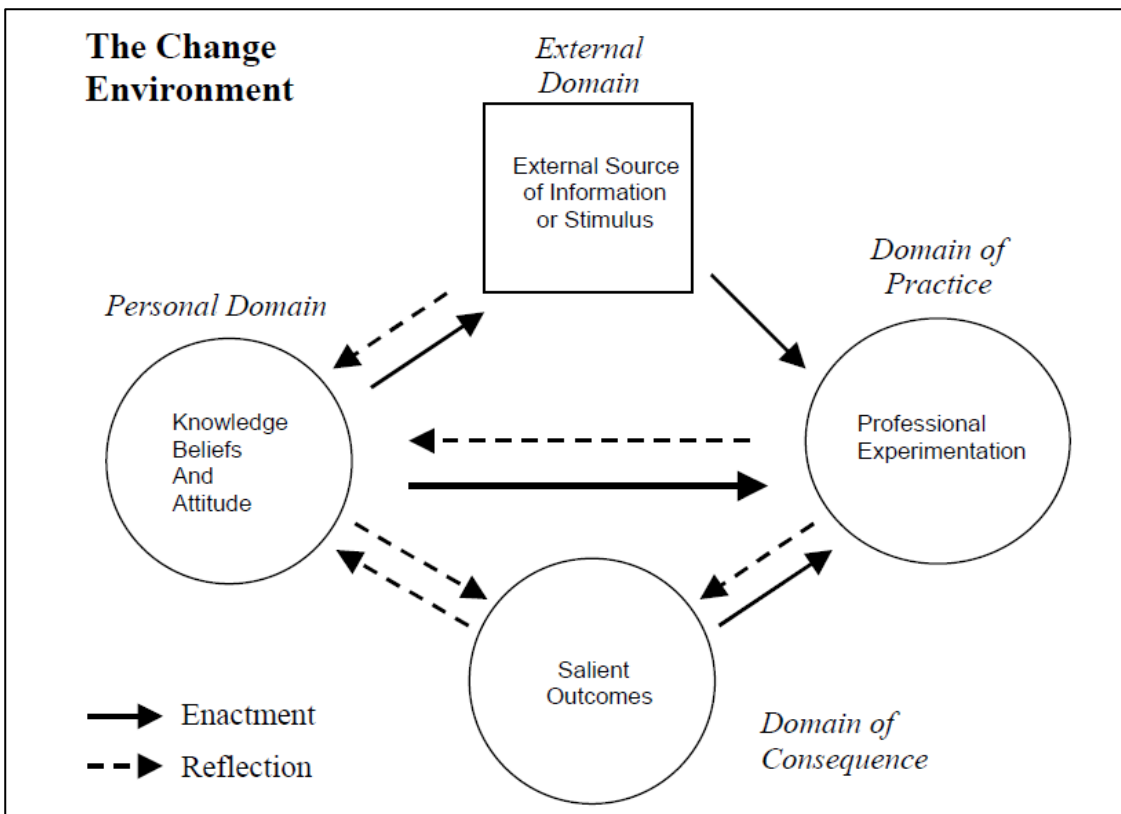 The Change
Environment
External
Domain
External Source
of Information
or Stimulus
Domain of
Practice
Personal Domain
Knowledge
Beliefs
And
Attitude
Professional
Experimentation
Salient
Outcomes
Enactment
Reflection
Domain of
Consequence